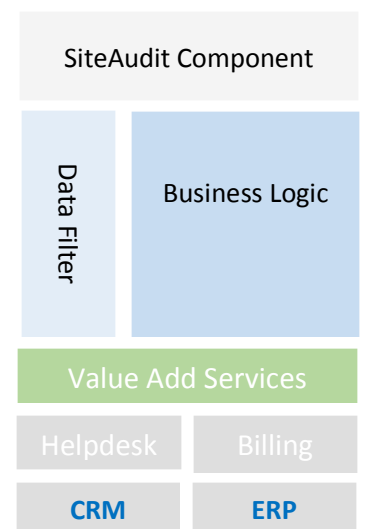 SiteAudit Component
Data Filter
Business Logic
Value Add Services
Helpdesk
Billing
CRM
ERP